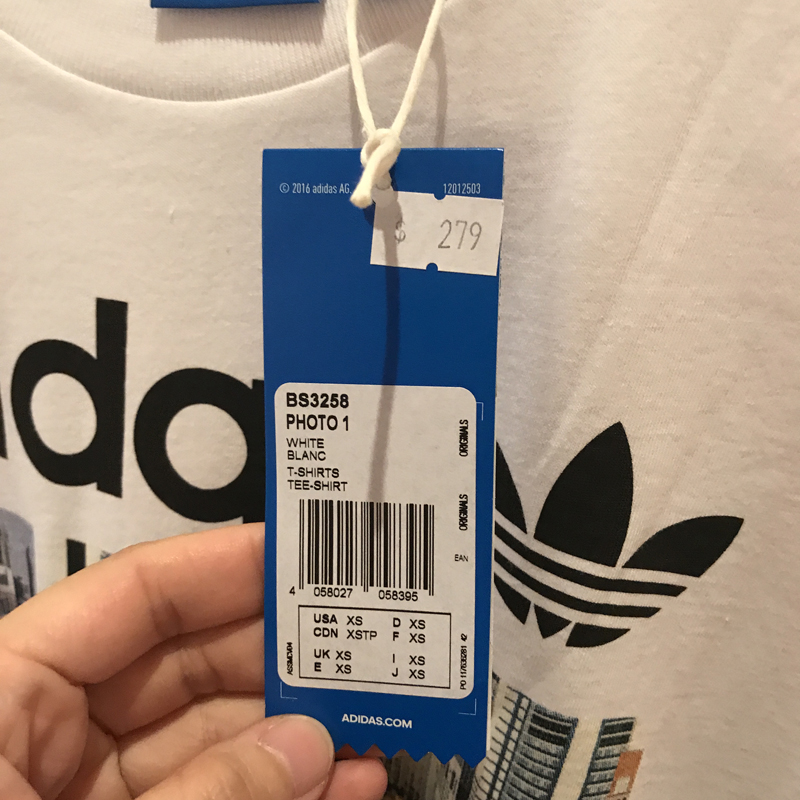 © 2016 adidas AG. 12012503
$ 279
BS3258
PHOTO 1
WHITE
BLANC
T-SHIRTS
TEE-SHIRT
ORIGINALS
ORIGINALS
EAN
4 058027 058395
USA XS D XS
CDN XSTP F XS
UK XS I XS
E XS J XS
ADIDAS.COM